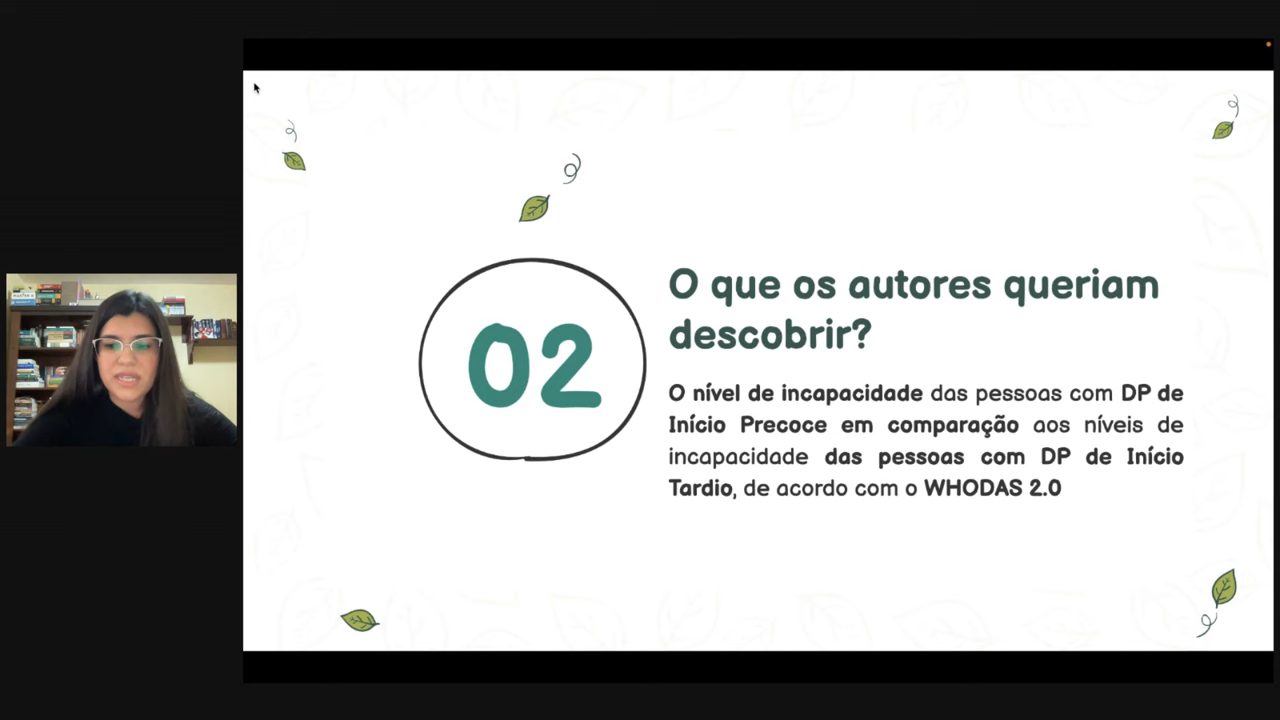 02
O que os autores queriam
descobrir?
O nível de incapacidade das pessoas com DP de
Início Precoce em comparação aos níveis de
incapacidade das pessoas com DP de Início
Tardio, de acordo com o WHODAS 2.0